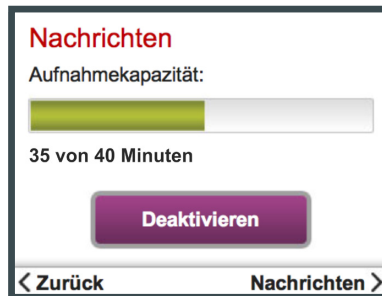 Nachrichten
Aufnahmekapazität:
35 von 40 Minuten
Deaktivieren
Zurück Nachrichten